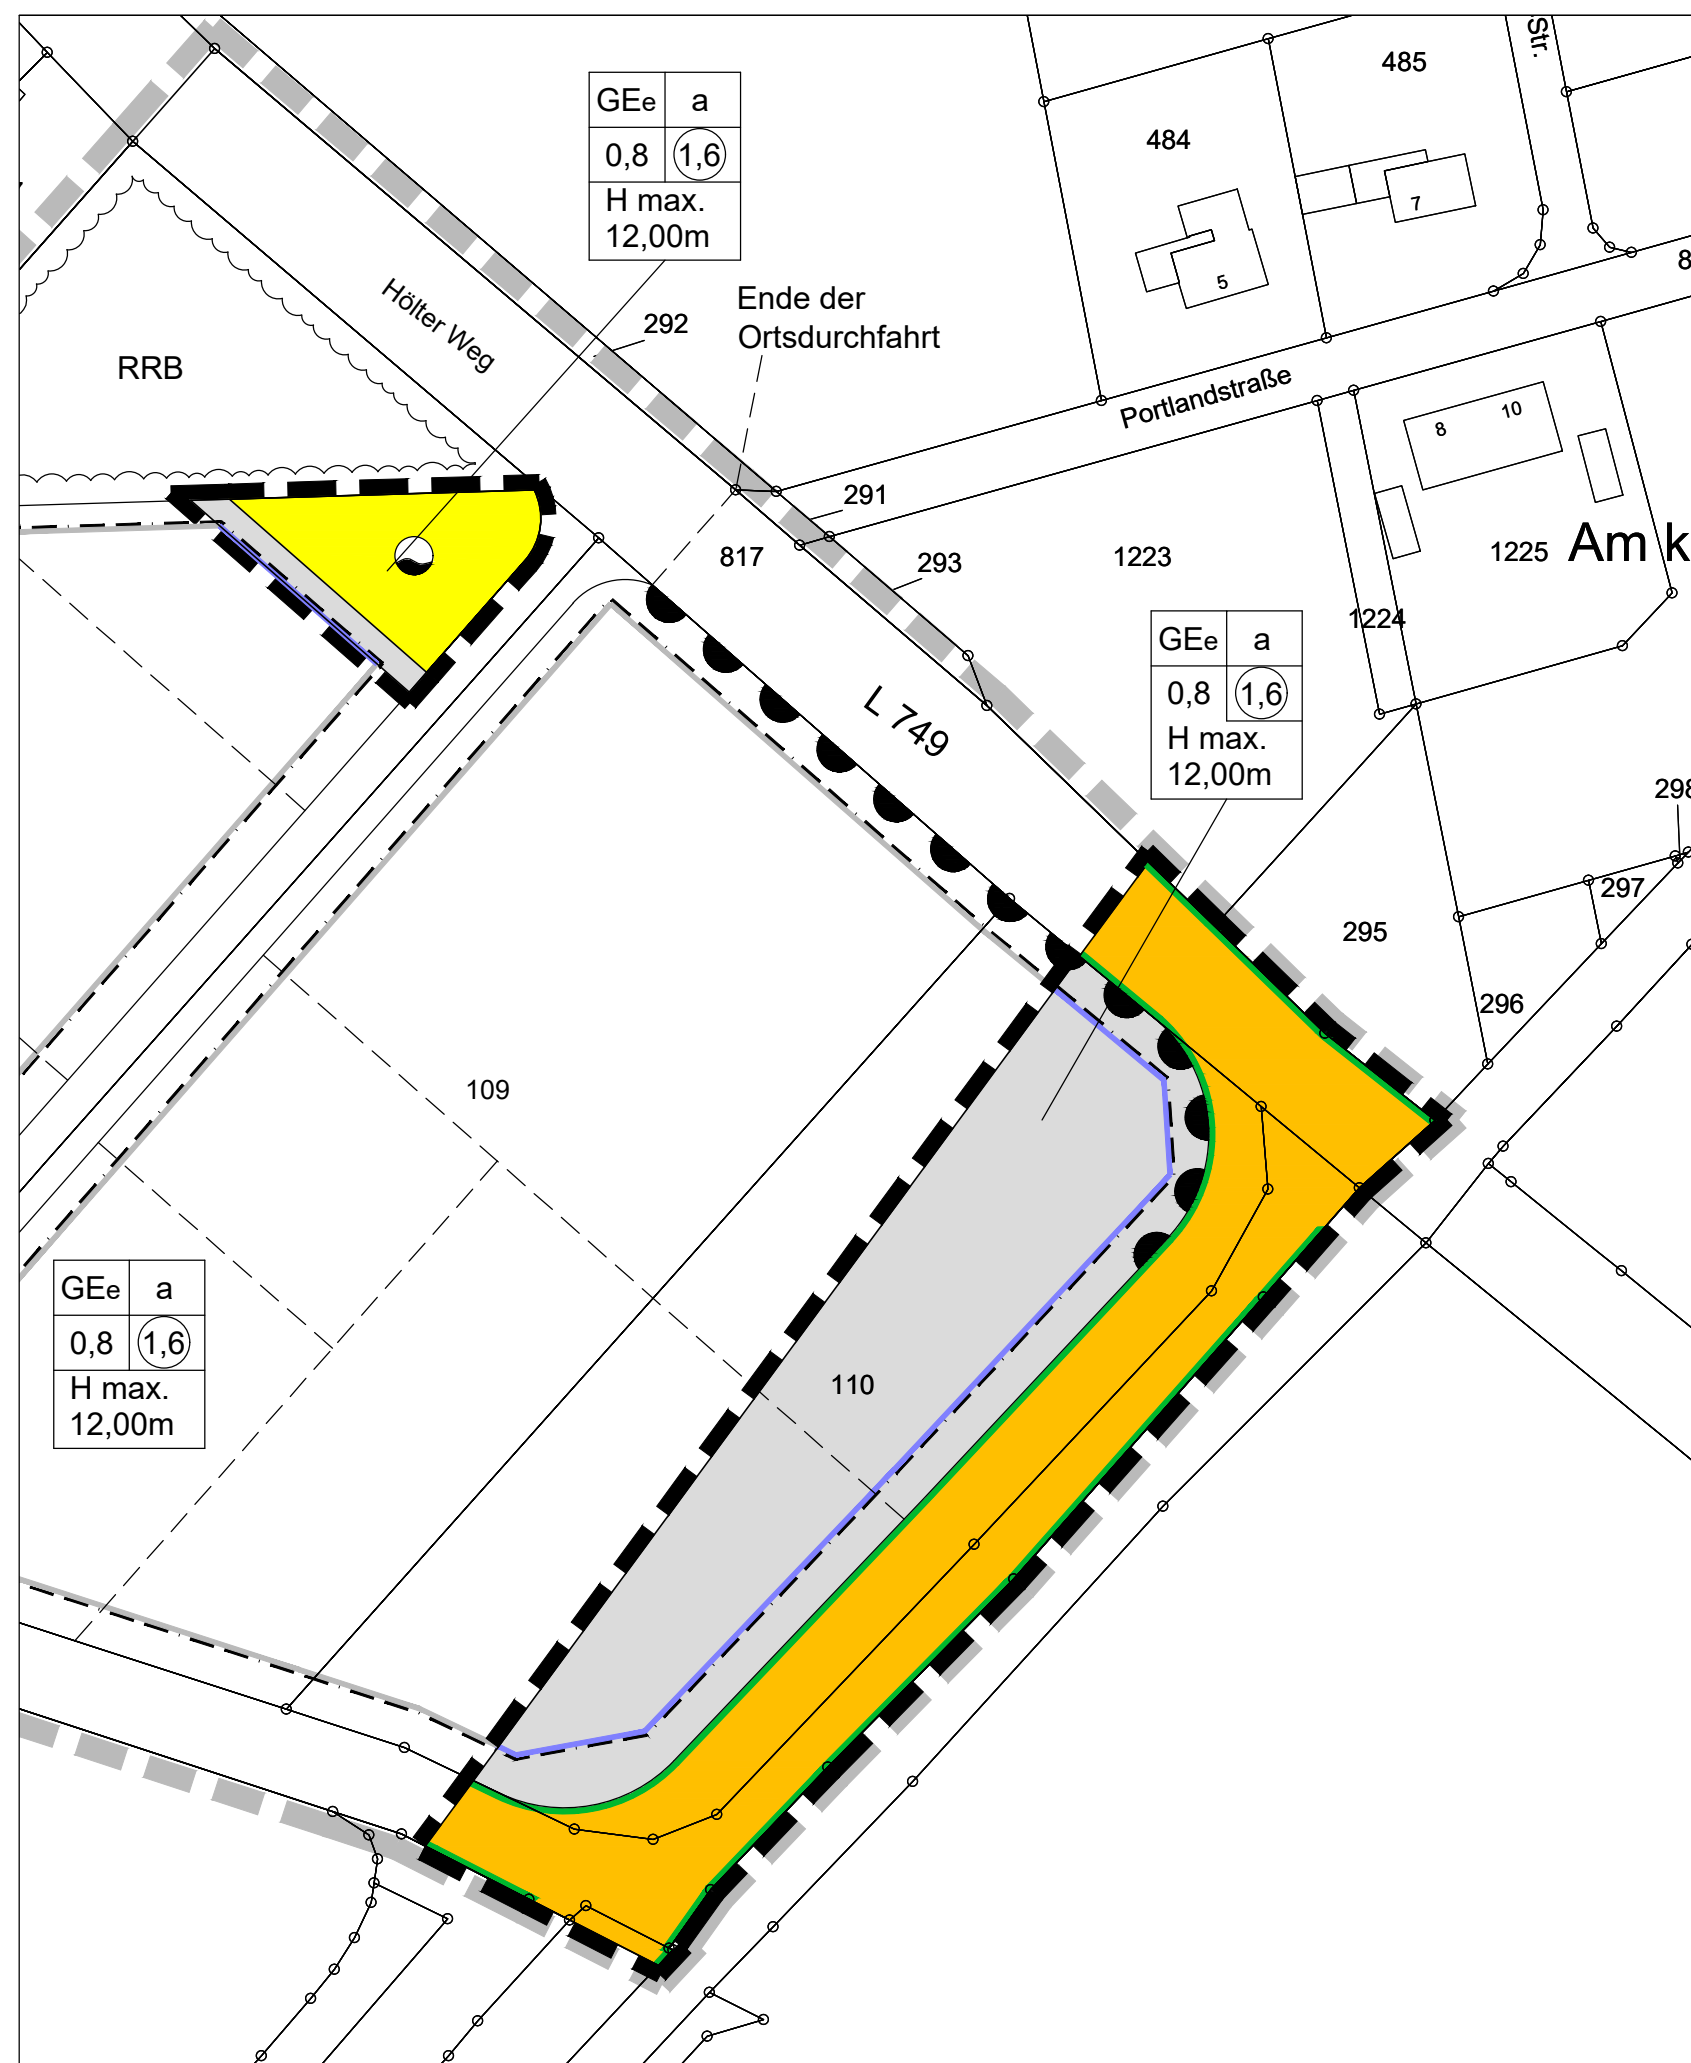 Str.
485
GEe a
0,8 1,6
H max.
12,00m
484
7
5
8
Hölter Weg
292
Ende der
Ortsdurchfahrt
RRB
Portlandstraße
10
8
291
817
293
1223
1225
Am k
1224
GEe a
0,8 1,6
H max.
12,00m
L 749
298
297
295
296
109
GEe a
0,8 1,6
H max.
12,00m
110